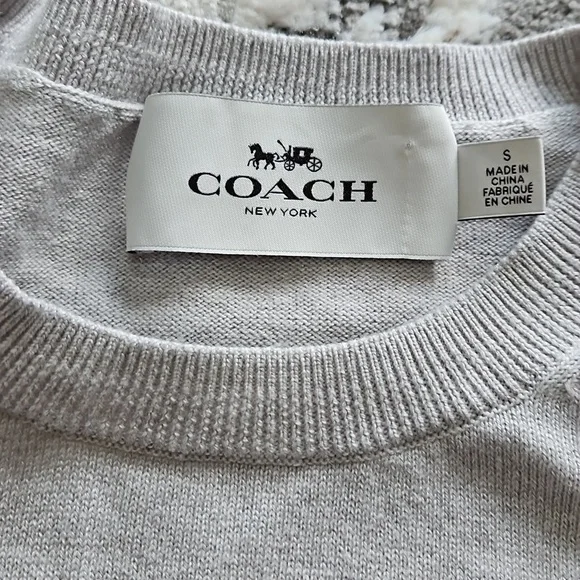 COACH
NEW YORK
S
MADE IN
CHINA
FABRIQUÉ
EN CHINE